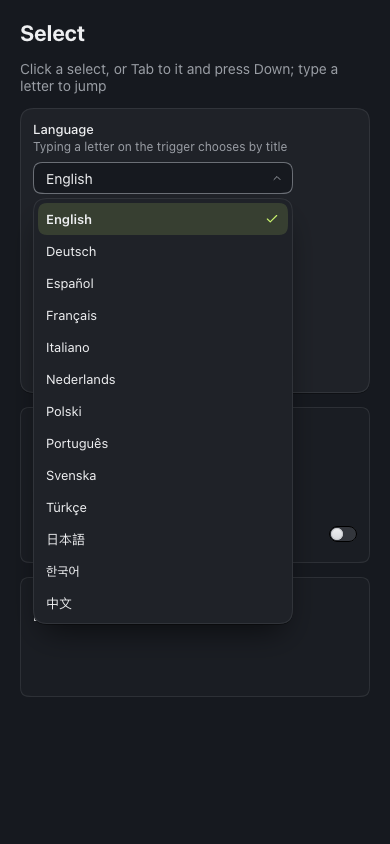 Select
Click a select, or Tab to it and press Down; type a
letter to jump
Language
Typing a letter on the trigger chooses by title
English
English
Deutsch
Español
Français
Italiano
Nederlands
Polski
Português
Svenska
Türkçe
日本語
한국어
中文